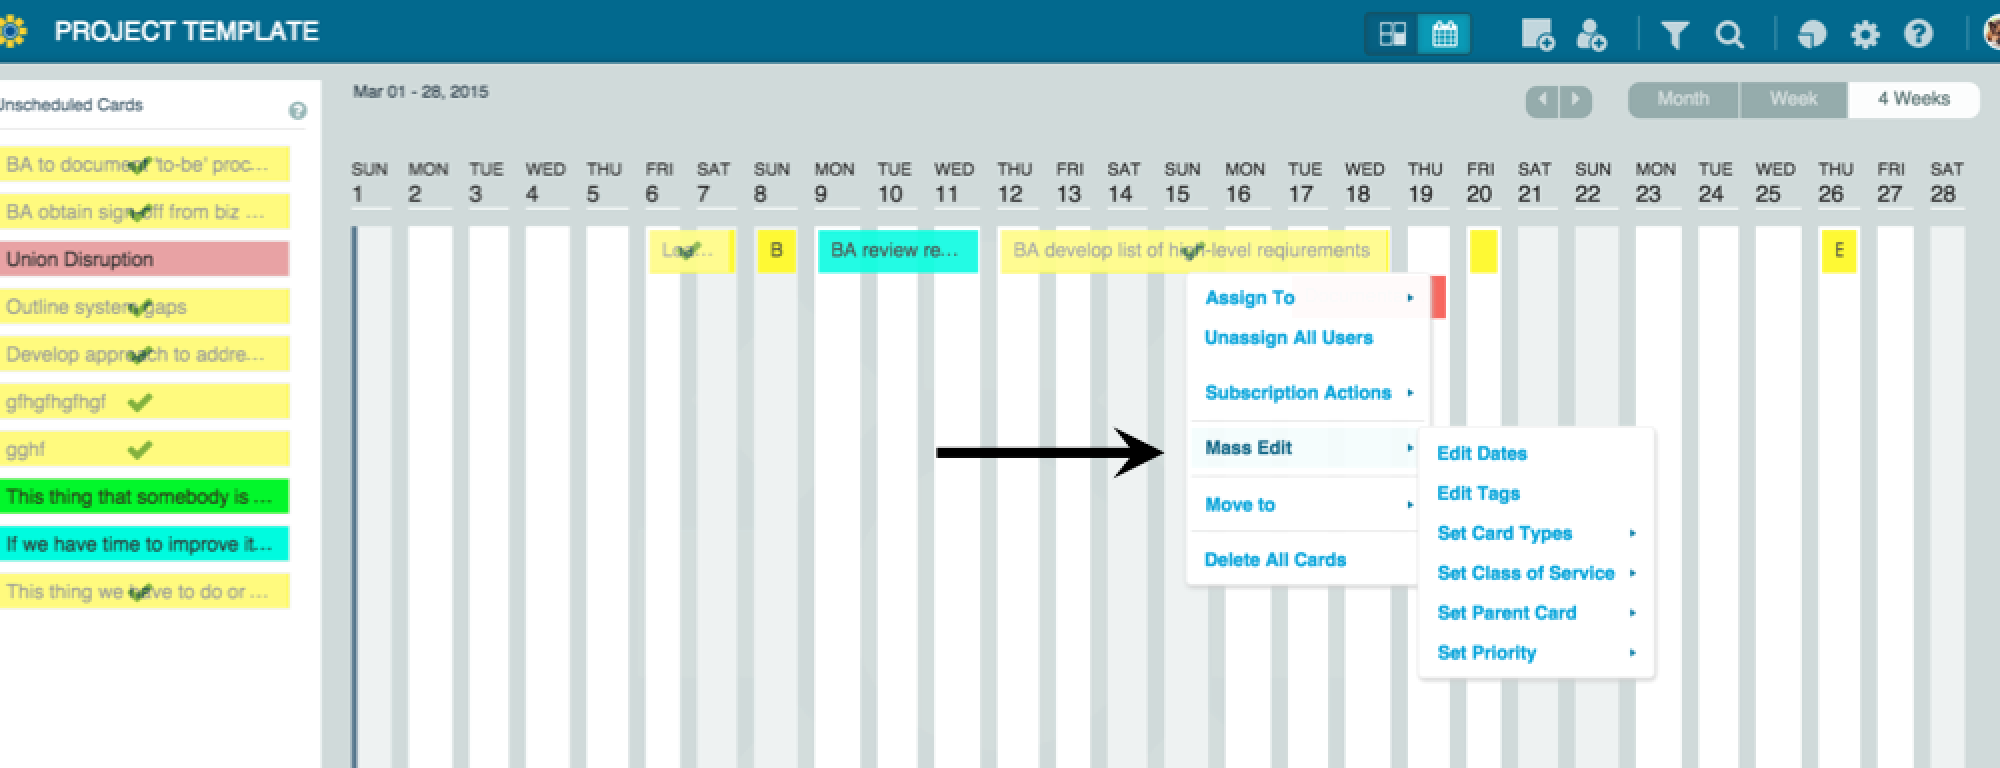 PROJECT TEMPLATE
Unscheduled Cards
Mar 01 - 28, 2015
Month Week 4 Weeks
SUN MON TUE WED THU FRI SAT SUN MON TUE WED THU FRI SAT SUN MON TUE WED THU FRI SAT SUN MON TUE WED THU FRI SAT
1 2 3 4 5 6 7 8 9 10 11 12 13 14 15 16 17 18 19 20 21 22 23 24 25 26 27 28
BA to document 'to-be' proc...
BA obtain sign-off from biz ...
Union Disruption
Outline system gaps
Develop approach to addre...
gfhgfhgfhgf
gghf
This thing that somebody is ...
If we have time to improve it...
This thing we have to do or ...
B
BA review re...
BA develop list of high-level reqiurements
E
Assign To
Unassign All Users
Subscription Actions
Mass Edit
Move to
Delete All Cards
Edit Dates
Edit Tags
Set Card Types
Set Class of Service
Set Parent Card
Set Priority